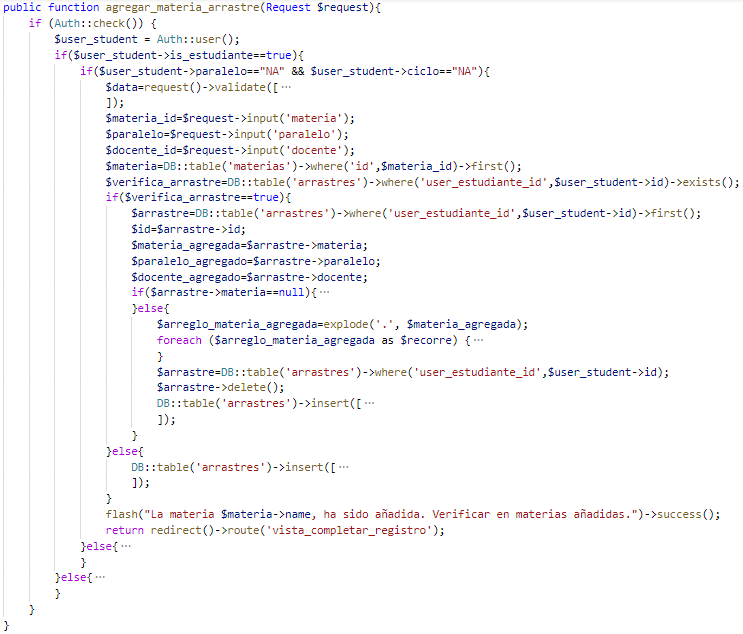 public function agregar_materia_arrastre(Request $request){
    if (Auth::check()) {
        $user_student = Auth::user();
        if($user_student->is_estudiante==true){
            if($user_student->paralelo=="NA" && $user_student->ciclo=="NA"){
                $data=request()->validate([ ···
                ]);
                $materia_id=$request->input('materia');
                $paralelo=$request->input('paralelo');
                $docente_id=$request->input('docente');
                $materia=DB::table('materias')->where('id',$materia_id)->first();
                $verifica_arrastre=DB::table('arrastres')->where('user_estudiante_id',$user_student->id)->exists();
                if($verifica_arrastre==true){
                    $arrastre=DB::table('arrastres')->where('user_estudiante_id',$user_student->id)->first();
                    $id=$arrastre->id;
                    $materia_agregada=$arrastre->materia;
                    $paralelo_agregado=$arrastre->paralelo;
                    $docente_agregado=$arrastre->docente;
                    if($arrastre->materia==null){ ···
                    }else{
                        $arreglo_materia_agregada=explode('.', $materia_agregada);
                        foreach ($arreglo_materia_agregada as $recorre) { ···
                        }
                        $arrastre=DB::table('arrastres')->where('user_estudiante_id',$user_student->id);
                        $arrastre->delete();
                        DB::table('arrastres')->insert([ ···
                        ]);
                    }
                }else{
                    DB::table('arrastres')->insert([ ···
                    ]);
                }
                flash("La materia $materia->name, ha sido añadida. Verificar en materias añadidas.")->success();
                return redirect()->route('vista_completar_registro');
            }else{ ···
            }
        }else{ ···
        }
    }
}